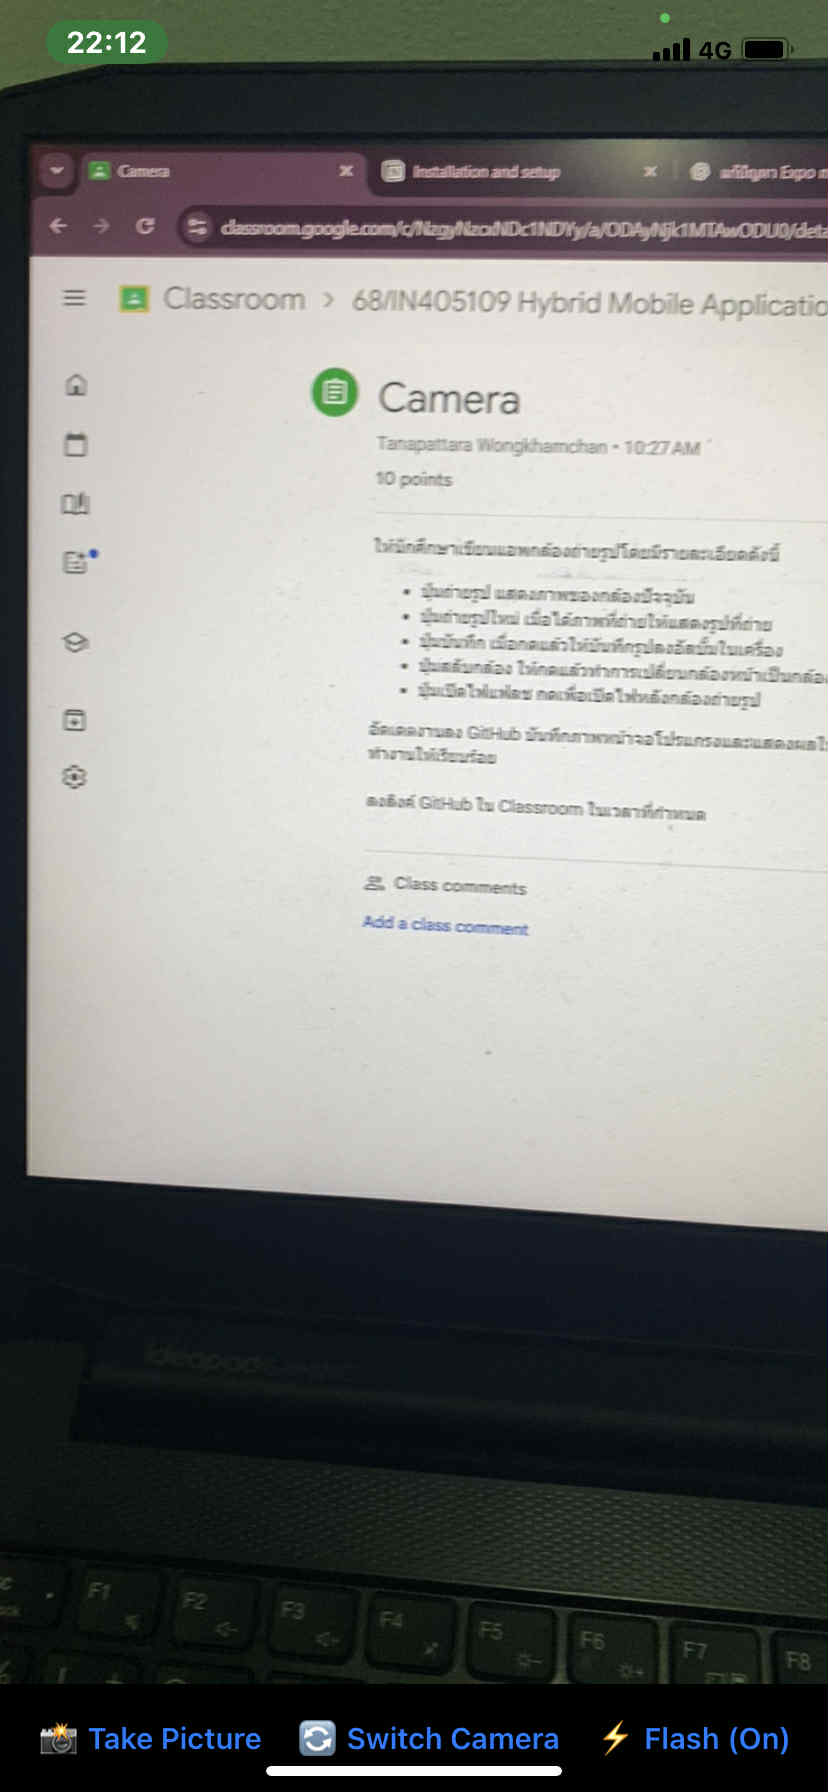 22:12
4G
Camera
Installation and setup
classroom.google.com/c/
Classroom > 68/IN405109 Hybrid Mobile Applicatio
Camera
Tanapattara Wongkhamchan • 10:27 AM
10 points
ให้นักศึกษาเขียนแอพกล้องถ่ายรูปโดยมีรายละเอียดดังนี้
• ปุ่มถ่ายรูป แสดงภาพของกล้องปัจจุบัน
• ปุ่มถ่ายรูปใหม่ เมื่อได้ภาพที่ถ่ายให้แสดงรูปที่ถ่าย
• ปุ่มบันทึก เมื่อกดแล้วให้บันทึกรูปลงอัลบั้มในเครื่อง
• ปุ่มสลับกล้อง ให้กดแล้วทำการเปลี่ยนกล้องหน้าเป็นกล้อง
• ปุ่มเปิดไฟแฟลช กดเพื่อเปิดไฟหลังกล้องถ่ายรูป
อัดเดดงานลง GitHub บันทึกภาพหน้าจอโปรแกรมและแสดงผลใ
ทำงานให้เรียบร้อย
ส่งลิงค์ GitHub ใน Classroom ในเวลาที่กำหนด
Class comments
Add a class comment
ideapad
F1 F2 F3 F4 F5 F6 F7 F8
📸 Take Picture 🔄 Switch Camera ⚡ Flash (On)